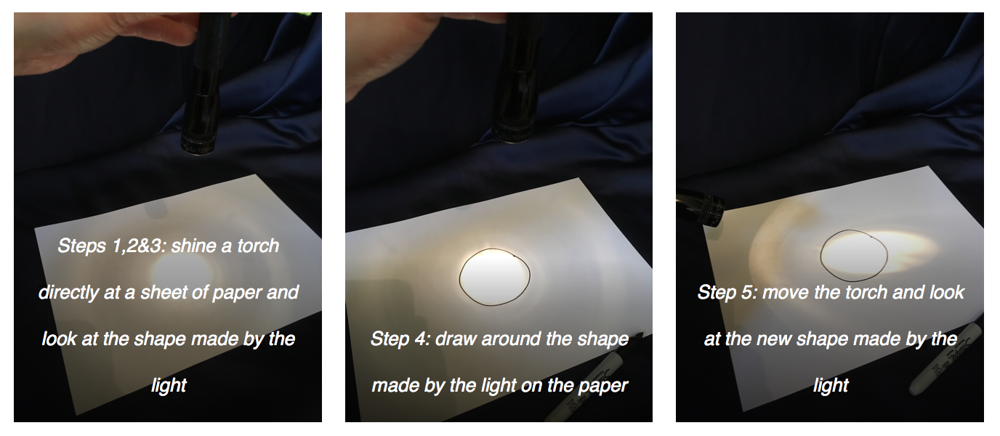 Steps 1,2&3: shine a torch
directly at a sheet of paper and
look at the shape made by the
light
Step 4: draw around the shape
made by the light on the paper
Step 5: move the torch and look
at the new shape made by the
light